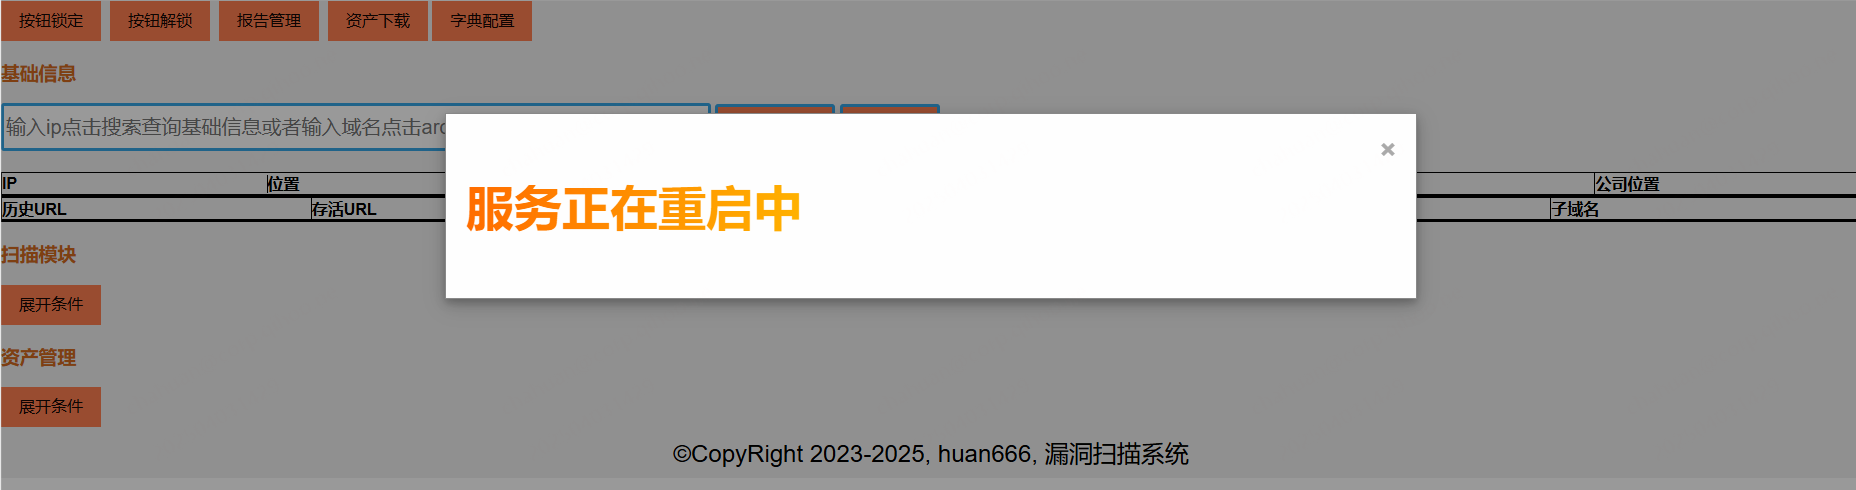 按钮锁定 按钮解锁 报告管理 资产下载 字典配置
基础信息
输入ip点击搜索查询基础信息或者输入域名点击arc
×
服务正在重启中
IP 位置 公司位置
历史URL 存活URL 子域名
扫描模块
展开条件
资产管理
展开条件
©CopyRight 2023-2025, huan666, 漏洞扫描系统